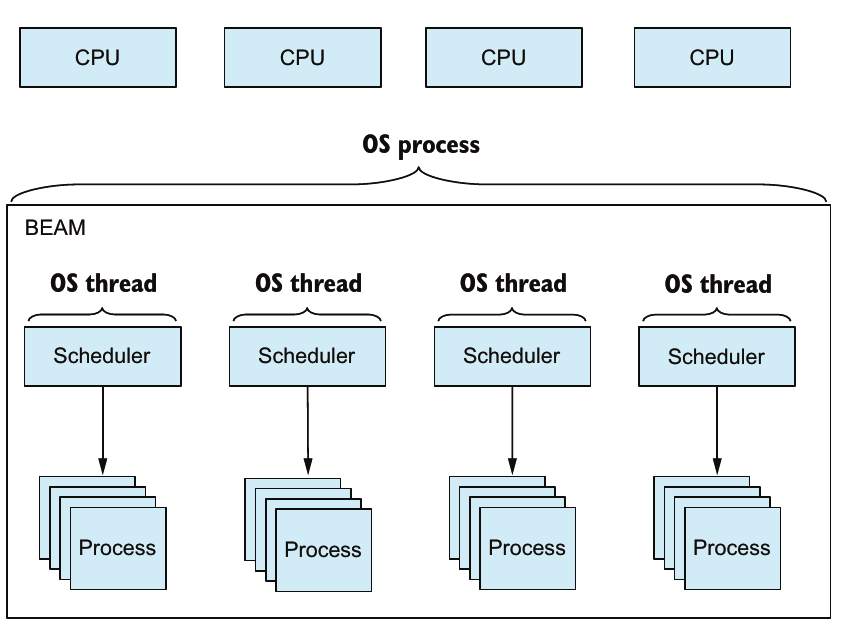 CPU CPU CPU CPU
OS process
BEAM
OS thread OS thread OS thread OS thread
Scheduler Scheduler Scheduler Scheduler
Process Process Process Process